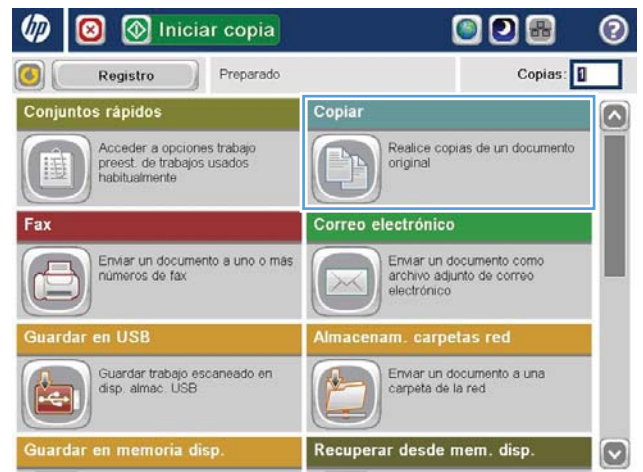 hp
Iniciar copia
?
Registro
Preparado
Copias: 1
Conjuntos rápidos
Acceder a opciones trabajo
preest. de trabajos usados
habitualmente
Copiar
Realice copias de un documento
original
Fax
Enviar un documento a uno o más
números de fax
Correo electrónico
Enviar un documento como
archivo adjunto de correo
electrónico
Guardar en USB
Guardar trabajo escaneado en
disp. almac. USB
Almacenam. carpetas red
Enviar un documento a una
carpeta de la red
Guardar en memoria disp.
Recuperar desde mem. disp.